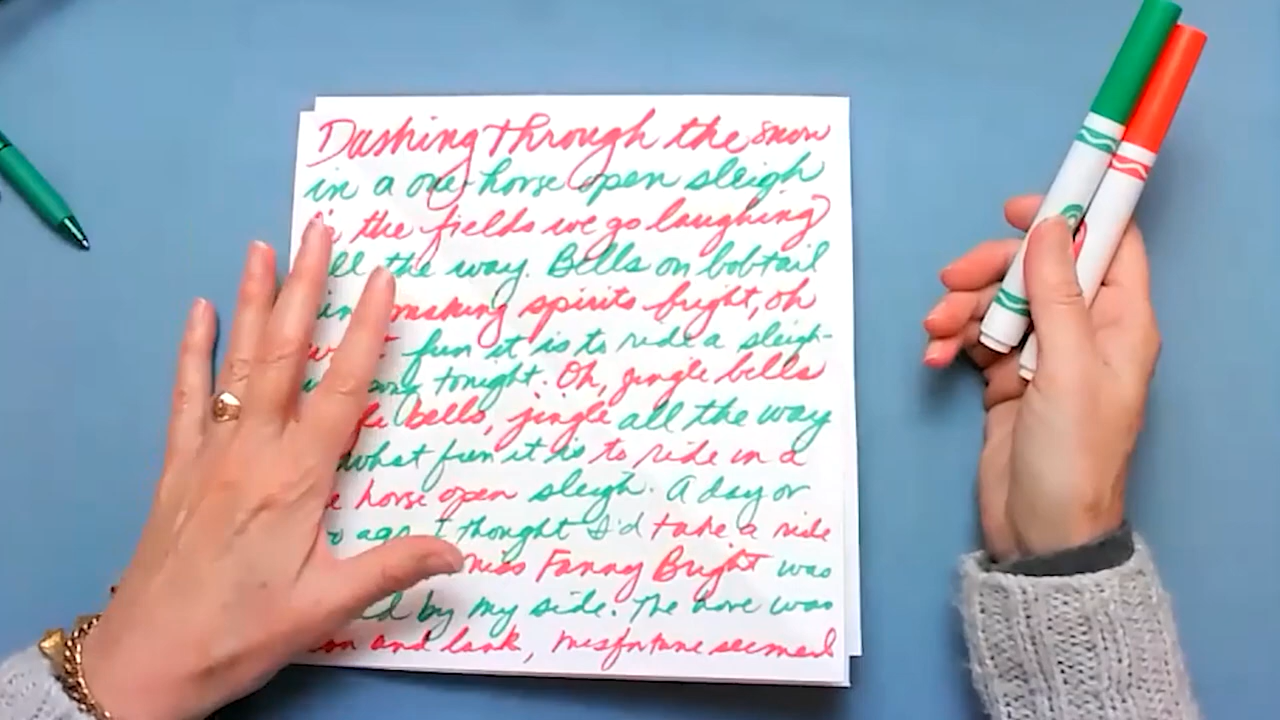 Dashing through the snow
in a one horse open sleigh
the fields we go laughing
all the way. Bells on bobtail
making spirits bright, oh
fun it is to ride a sleigh-
song tonight. Oh, jingle bells
bells, jingle all the way
what fun it is to ride in a
horse open sleigh. A day or
ago I thought I'd take a ride
miss Fanny Bright was
by my side. The hore was
and lank, misfortune seemed